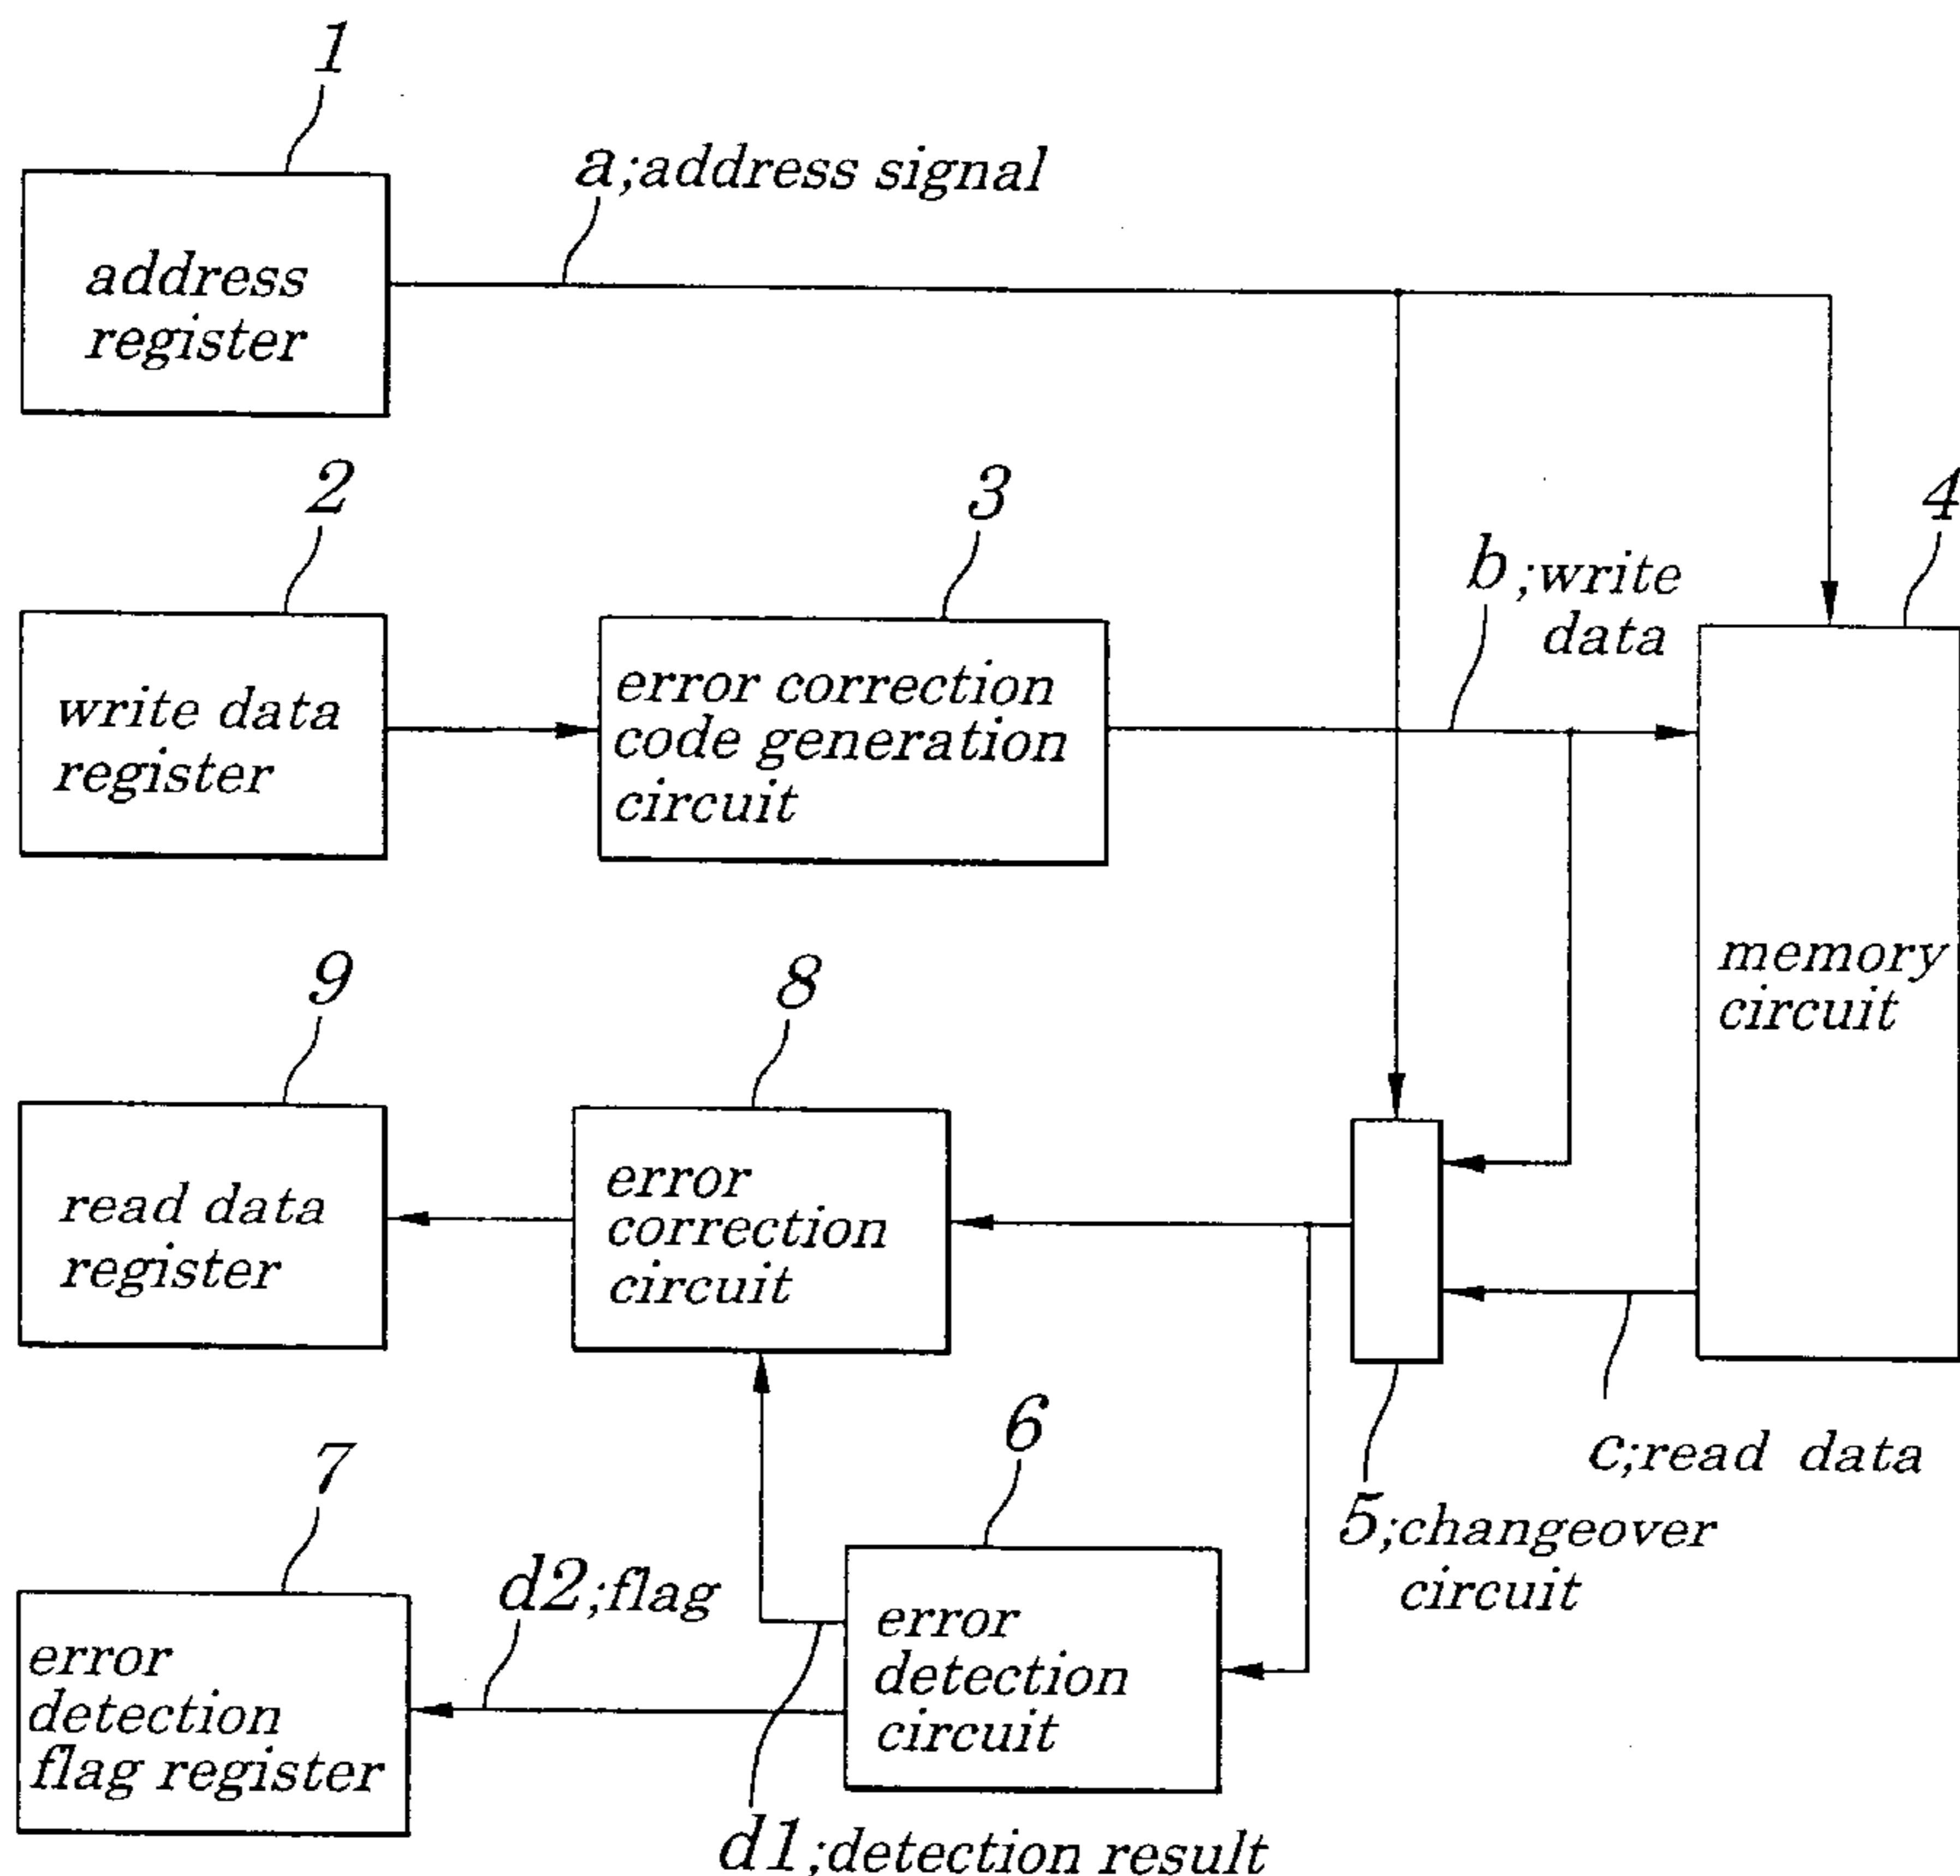 1
a;address signal
address
register
2
3
4
b;write
data
write data
register
error correction
code generation
circuit
memory
circuit
9
8
read data
register
error
correction
circuit
c;read data
5;changeover
circuit
6
7
d2;flag
error
detection
circuit
error
detection
flag register
d1;detection result